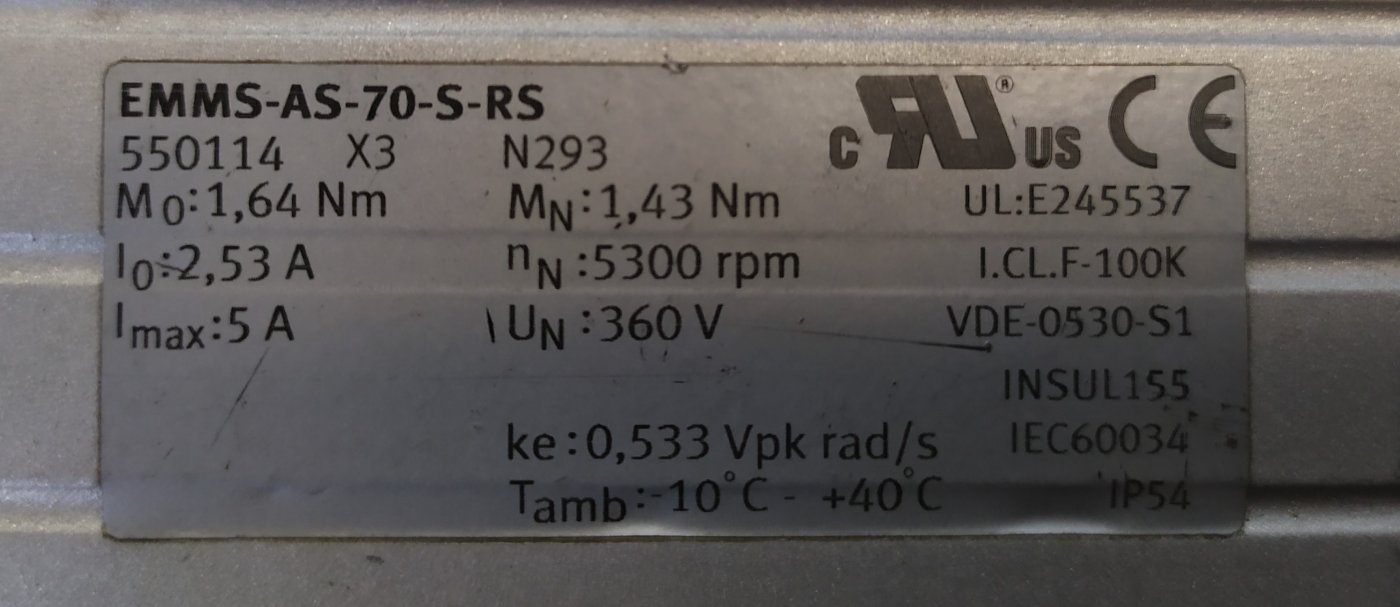 EMMS-AS-70-S-RS
550114 X3 N293
c RU ® US CE
M0:1,64 Nm MN:1,43 Nm UL:E245537
I0:2,53 A nN:5300 rpm I.CL.F-100K
Imax:5 A UN:360 V VDE-0530-S1
INSUL155
ke:0,533 Vpk rad/s IEC60034
Tamb:-10°C - +40°C IP54